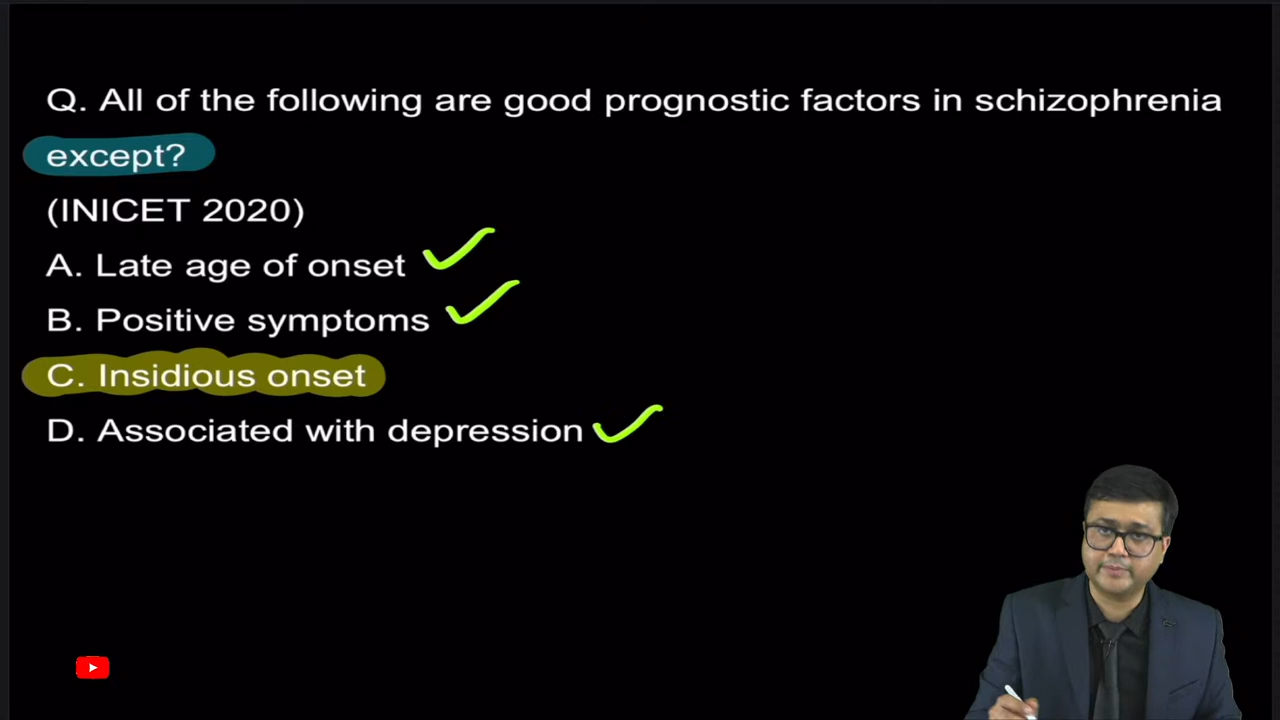 Q. All of the following are good prognostic factors in schizophrenia
except?
(INICET 2020)
A. Late age of onset
B. Positive symptoms
C. Insidious onset
D. Associated with depression